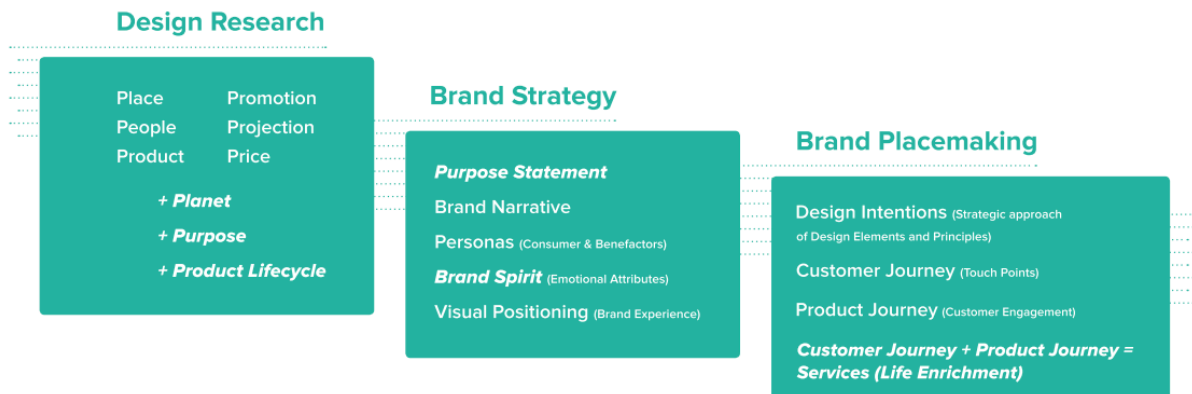 Design Research
Place
People
Product
Promotion
Projection
Price
+ Planet
+ Purpose
+ Product Lifecycle
Brand Strategy
Purpose Statement
Brand Narrative
Personas (Consumer & Benefactors)
Brand Spirit (Emotional Attributes)
Visual Positioning (Brand Experience)
Brand Placemaking
Design Intentions (Strategic approach
of Design Elements and Principles)
Customer Journey (Touch Points)
Product Journey (Customer Engagement)
Customer Journey + Product Journey =
Services (Life Enrichment)